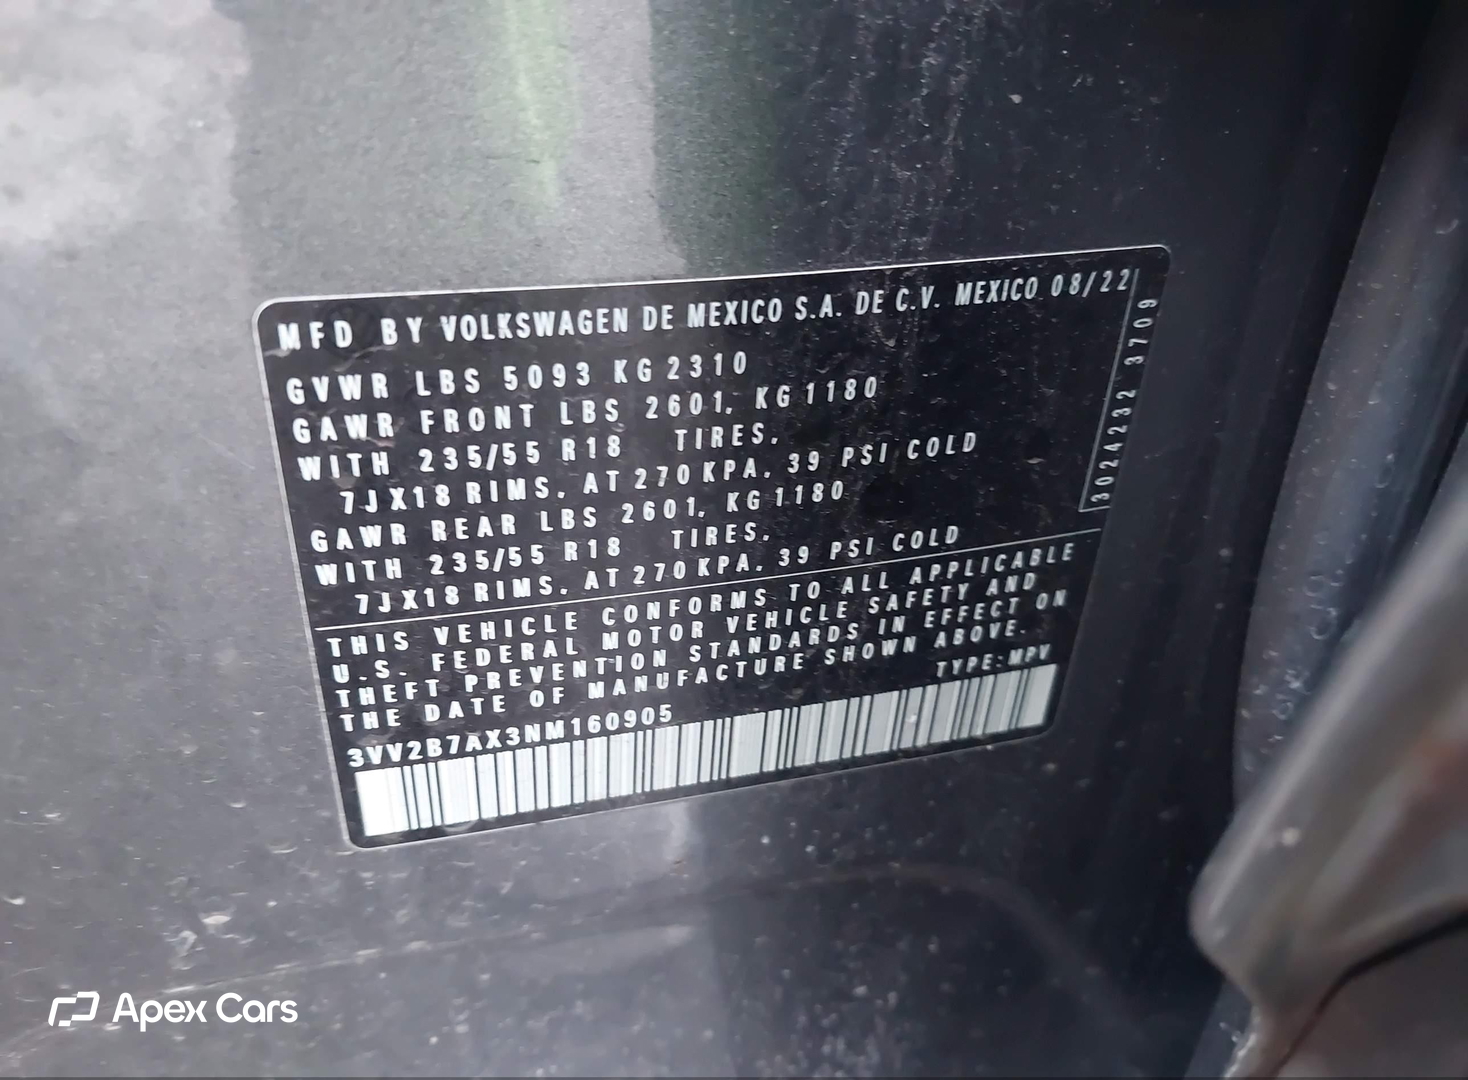 MFD BY VOLKSWAGEN DE MEXICO S.A. DE C.V. MEXICO 08/22
GVWR LBS 5093 KG 2310
GAWR FRONT LBS 2601, KG 1180
WITH 235/55 R18 TIRES,
7JX18 RIMS, AT 270 KPA, 39 PSI COLD
GAWR REAR LBS 2601, KG 1180
WITH 235/55 R18 TIRES,
7JX18 RIMS, AT 270 KPA, 39 PSI COLD
3024232 3709
THIS VEHICLE CONFORMS TO ALL APPLICABLE
U.S. FEDERAL MOTOR VEHICLE SAFETY AND
THEFT PREVENTION STANDARDS IN EFFECT ON
THE DATE OF MANUFACTURE SHOWN ABOVE.
TYPE: MPV
3VV2B7AX3NM160905
Apex Cars